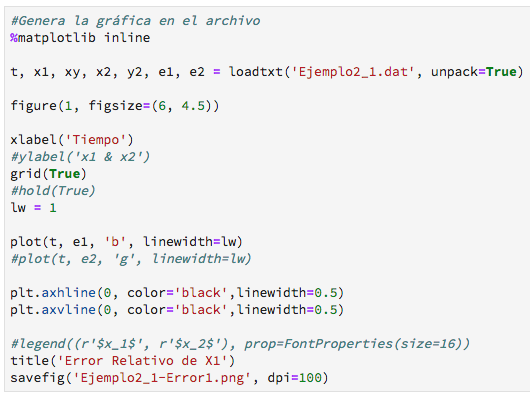 #Genera la gráfica en el archivo
%matplotlib inline
t, x1, xy, x2, y2, e1, e2 = loadtxt('Ejemplo2_1.dat', unpack=True)
figure(1, figsize=(6, 4.5))
xlabel('Tiempo')
#ylabel('x1 & x2')
grid(True)
#hold(True)
lw = 1
plot(t, e1, 'b', linewidth=lw)
#plot(t, e2, 'g', linewidth=lw)
plt.axhline(0, color='black',linewidth=0.5)
plt.axvline(0, color='black',linewidth=0.5)
#legend((r'$x_1$', r'$x_2$'), prop=FontProperties(size=16))
title('Error Relativo de X1')
savefig('Ejemplo2_1-Error1.png', dpi=100)